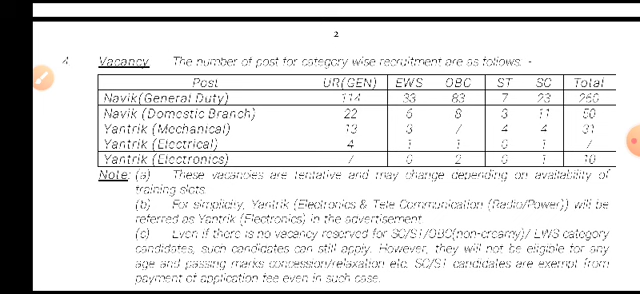 2
4. Vacancy. The number of post for category wise recruitment are as follows. -
Post UR(GEN) EWS OBC ST SC Total
Navik(General Duty) 114 33 83 7 23 260
Navik (Domestic Branch) 22 6 8 3 11 50
Yantrik (Mechanical) 13 3 7 4 4 31
Yantrik (Electrical) 4 1 1 0 1 7
Yantrik (Electronics) 7 0 2 0 1 10
Note: (a) These vacancies are tentative and may change depending on availability of
training slots.
(b) For simplicity, Yantrik (Electronics & Tele Communication (Radio/Power)) will be
referred as Yantrik (Electronics) in the advertisement
(c) Even if there is no vacancy reserved for SC/ST/OBC(non-creamy)/ EWS category
candidates, such candidates can still apply. However, they will not be eligible for any
age and passing marks concession/relaxation etc. SC/ST candidates are exempt from
payment of application fee even in such case.